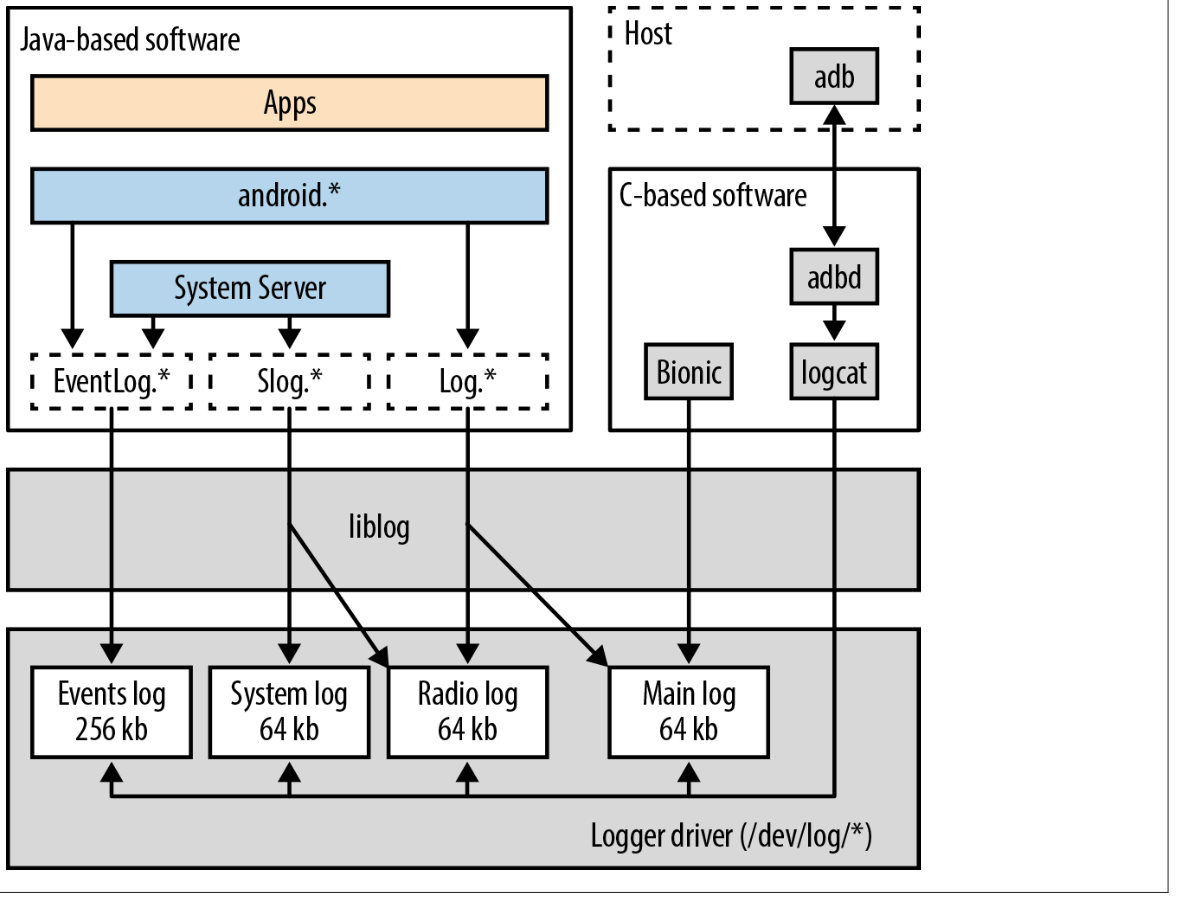 Java-based software
Apps
android.*
System Server
EventLog.*
Slog.*
Log.*
Host
adb
C-based software
adbd
Bionic
logcat
liblog
Events log
256 kb
System log
64 kb
Radio log
64 kb
Main log
64 kb
Logger driver (/dev/log/*)